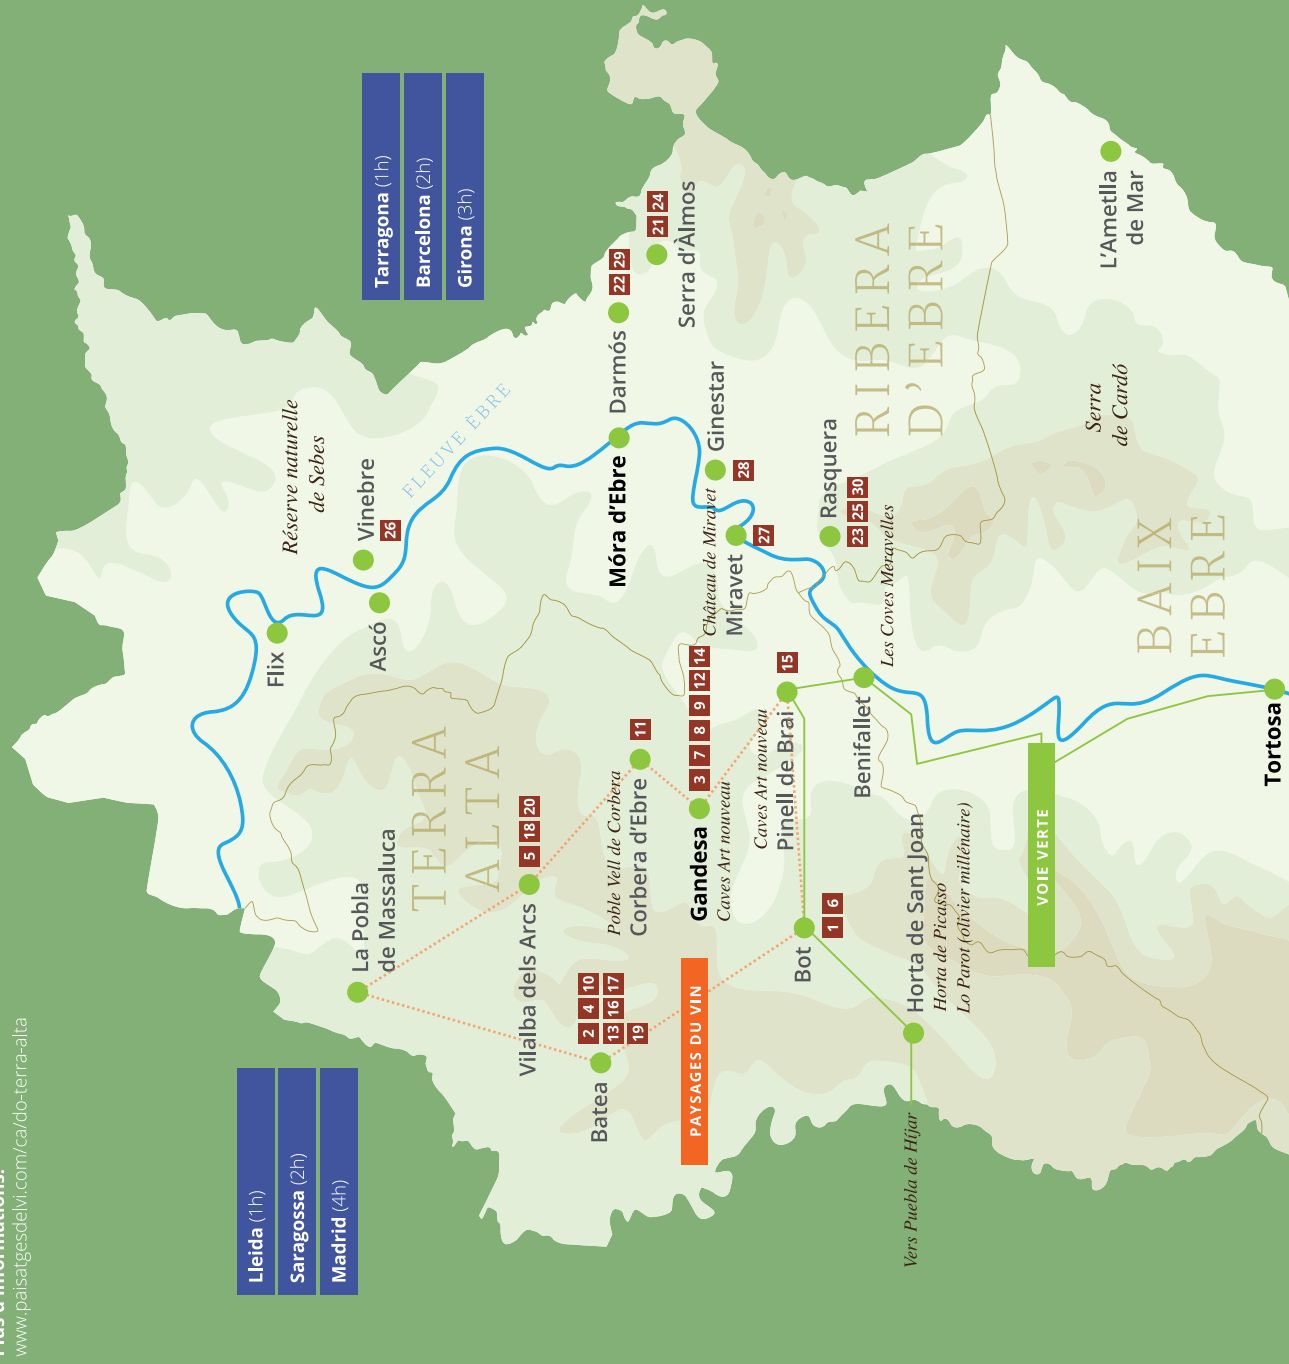 Plus d'informations:
www.paisatgesdelvi.com/ca/do-terra-alta
Lleida (1h)
Saragossa (2h)
Madrid (4h)
Tarragona (1h)
Barcelona (2h)
Girona (3h)
Réserve naturelle
de Sebes
Flix
Vinebre
26
Ascó
FLEUVE ÈBRE
La Pobla
de Massaluca
TERRA
ALTA
Vilalba dels Arcs
5 18 20
Batea
2 4 10
13 16 17
19
Poble Vell de Corbera
Corbera d'Ebre
11
Móra d'Ebre
Darmós
22 29
21 24
Serra d'Àlmos
PAYSAGES DU VIN
Gandesa
3 7 8 9 12 14
Caves Art nouveau
Château de Miravet
Miravet
27
Ginestar
28
Caves Art nouveau
Pinell de Brai
15
Bot
1 6
Rasquera
23 25 30
RIBERA
D'EBRE
Benifallet
Les Coves Meravelles
Vers Puebla de Híjar
Horta de Sant Joan
Horta de Picasso
Lo Parot (olivier millénaire)
VOIE VERTE
Serra
de Cardó
L'Ametlla
de Mar
BAIX
EBRE
Tortosa